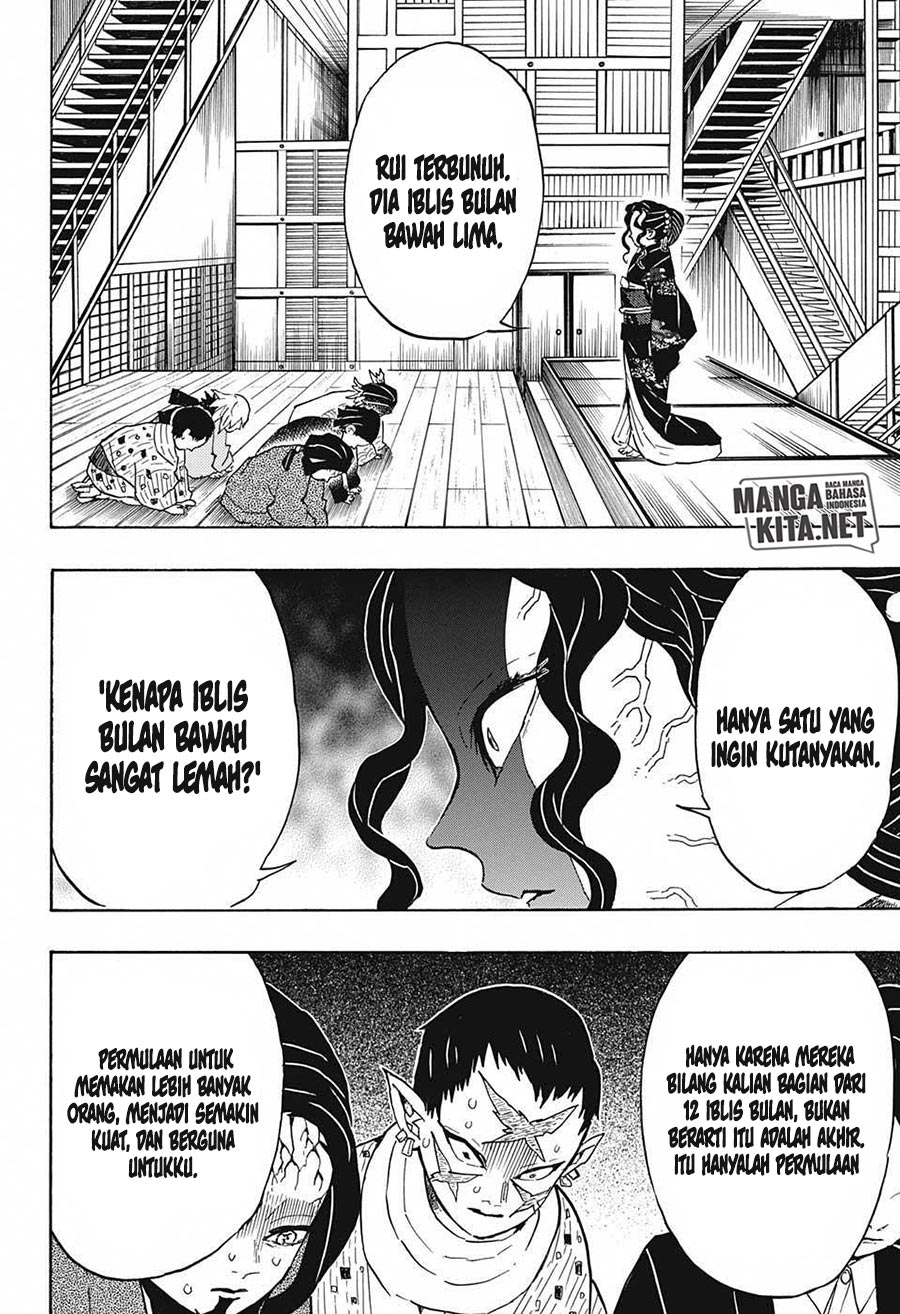 RUI TERBUNUH.
DIA IBLIS BULAN
BAWAH LIMA.
MANGA
KITA.NET
BACA MANGA
BAHASA
INDONESIA
HANYA SATU YANG
INGIN KUTANYAKAN.
'KENAPA IBLIS
BULAN BAWAH
SANGAT LEMAH?'
HANYA KARENA MEREKA
BILANG KALIAN BAGIAN DARI
12 IBLIS BULAN, BUKAN
BERARTI ITU ADALAH AKHIR.
ITU HANYALAH PERMULAAN
PERMULAAN UNTUK
MEMAKAN LEBIH BANYAK
ORANG, MENJADI SEMAKIN
KUAT, DAN BERGUNA
UNTUKKU.